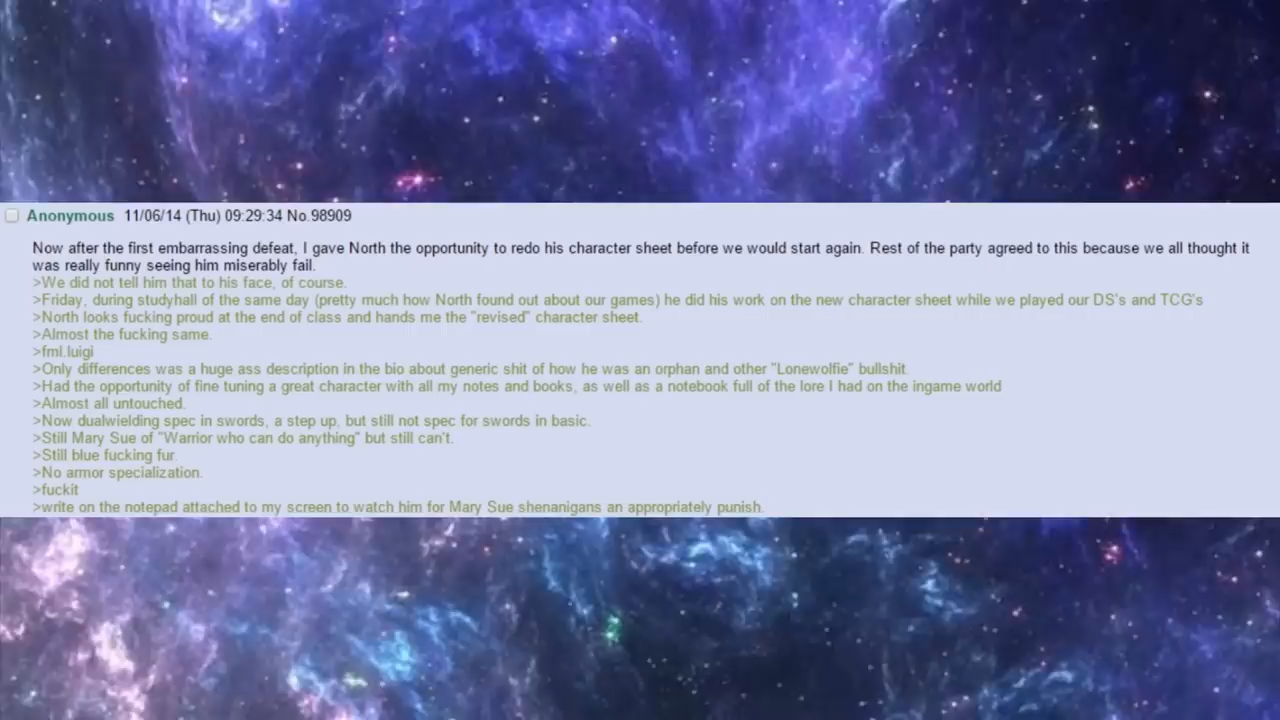 Anonymous 11/06/14 (Thu) 09:29:34 No.98909
Now after the first embarrassing defeat, I gave North the opportunity to redo his character sheet before we would start again. Rest of the party agreed to this because we all thought it
was really funny seeing him miserably fail.
>We did not tell him that to his face, of course.
>Friday, during studyhall of the same day (pretty much how North found out about our games) he did his work on the new character sheet while we played our DS's and TCG's
>North looks fucking proud at the end of class and hands me the "revised" character sheet.
>Almost the fucking same.
>fml.luigi
>Only differences was a huge ass description in the bio about generic shit of how he was an orphan and other "Lonewolfie" bullshit.
>Had the opportunity of fine tuning a great character with all my notes and books, as well as a notebook full of the lore I had on the ingame world
>Almost all untouched.
>Now dualwielding spec in swords, a step up, but still not spec for swords in basic.
>Still Mary Sue of "Warrior who can do anything" but still can't.
>Still blue fucking fur.
>No armor specialization.
>fuckit
>write on the notepad attached to my screen to watch him for Mary Sue shenanigans an appropriately punish.